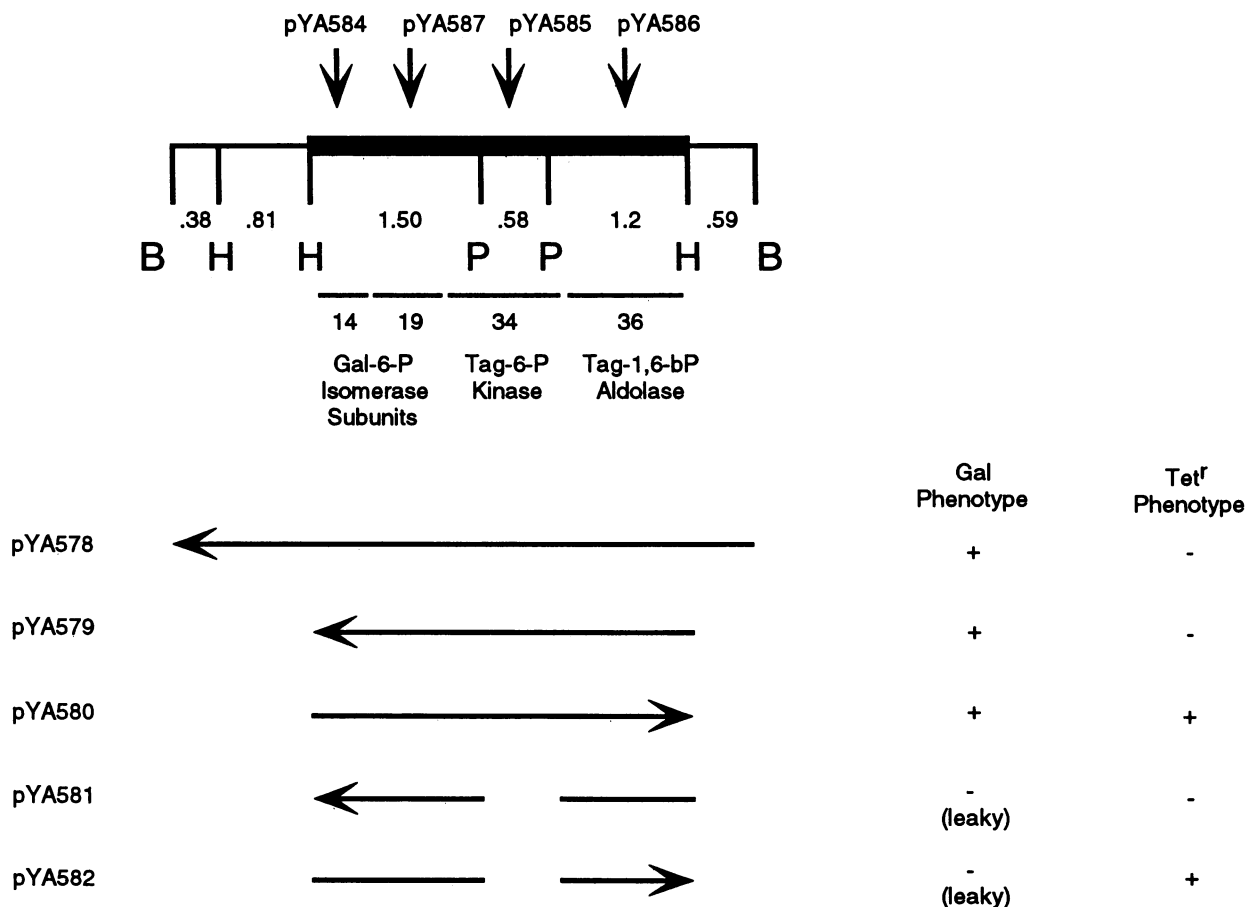 pYA584 pYA587 pYA585 pYA586
.38 .81 1.50 .58 1.2 .59
B H H P P H B
14 19 34 36
Gal-6-P Tag-6-P Tag-1,6-bP
Isomerase Kinase Aldolase
Subunits
Gal Tetr
Phenotype Phenotype
pYA578 + -
pYA579 + -
pYA580 + +
pYA581 - -
(leaky)
pYA582 - +
(leaky)